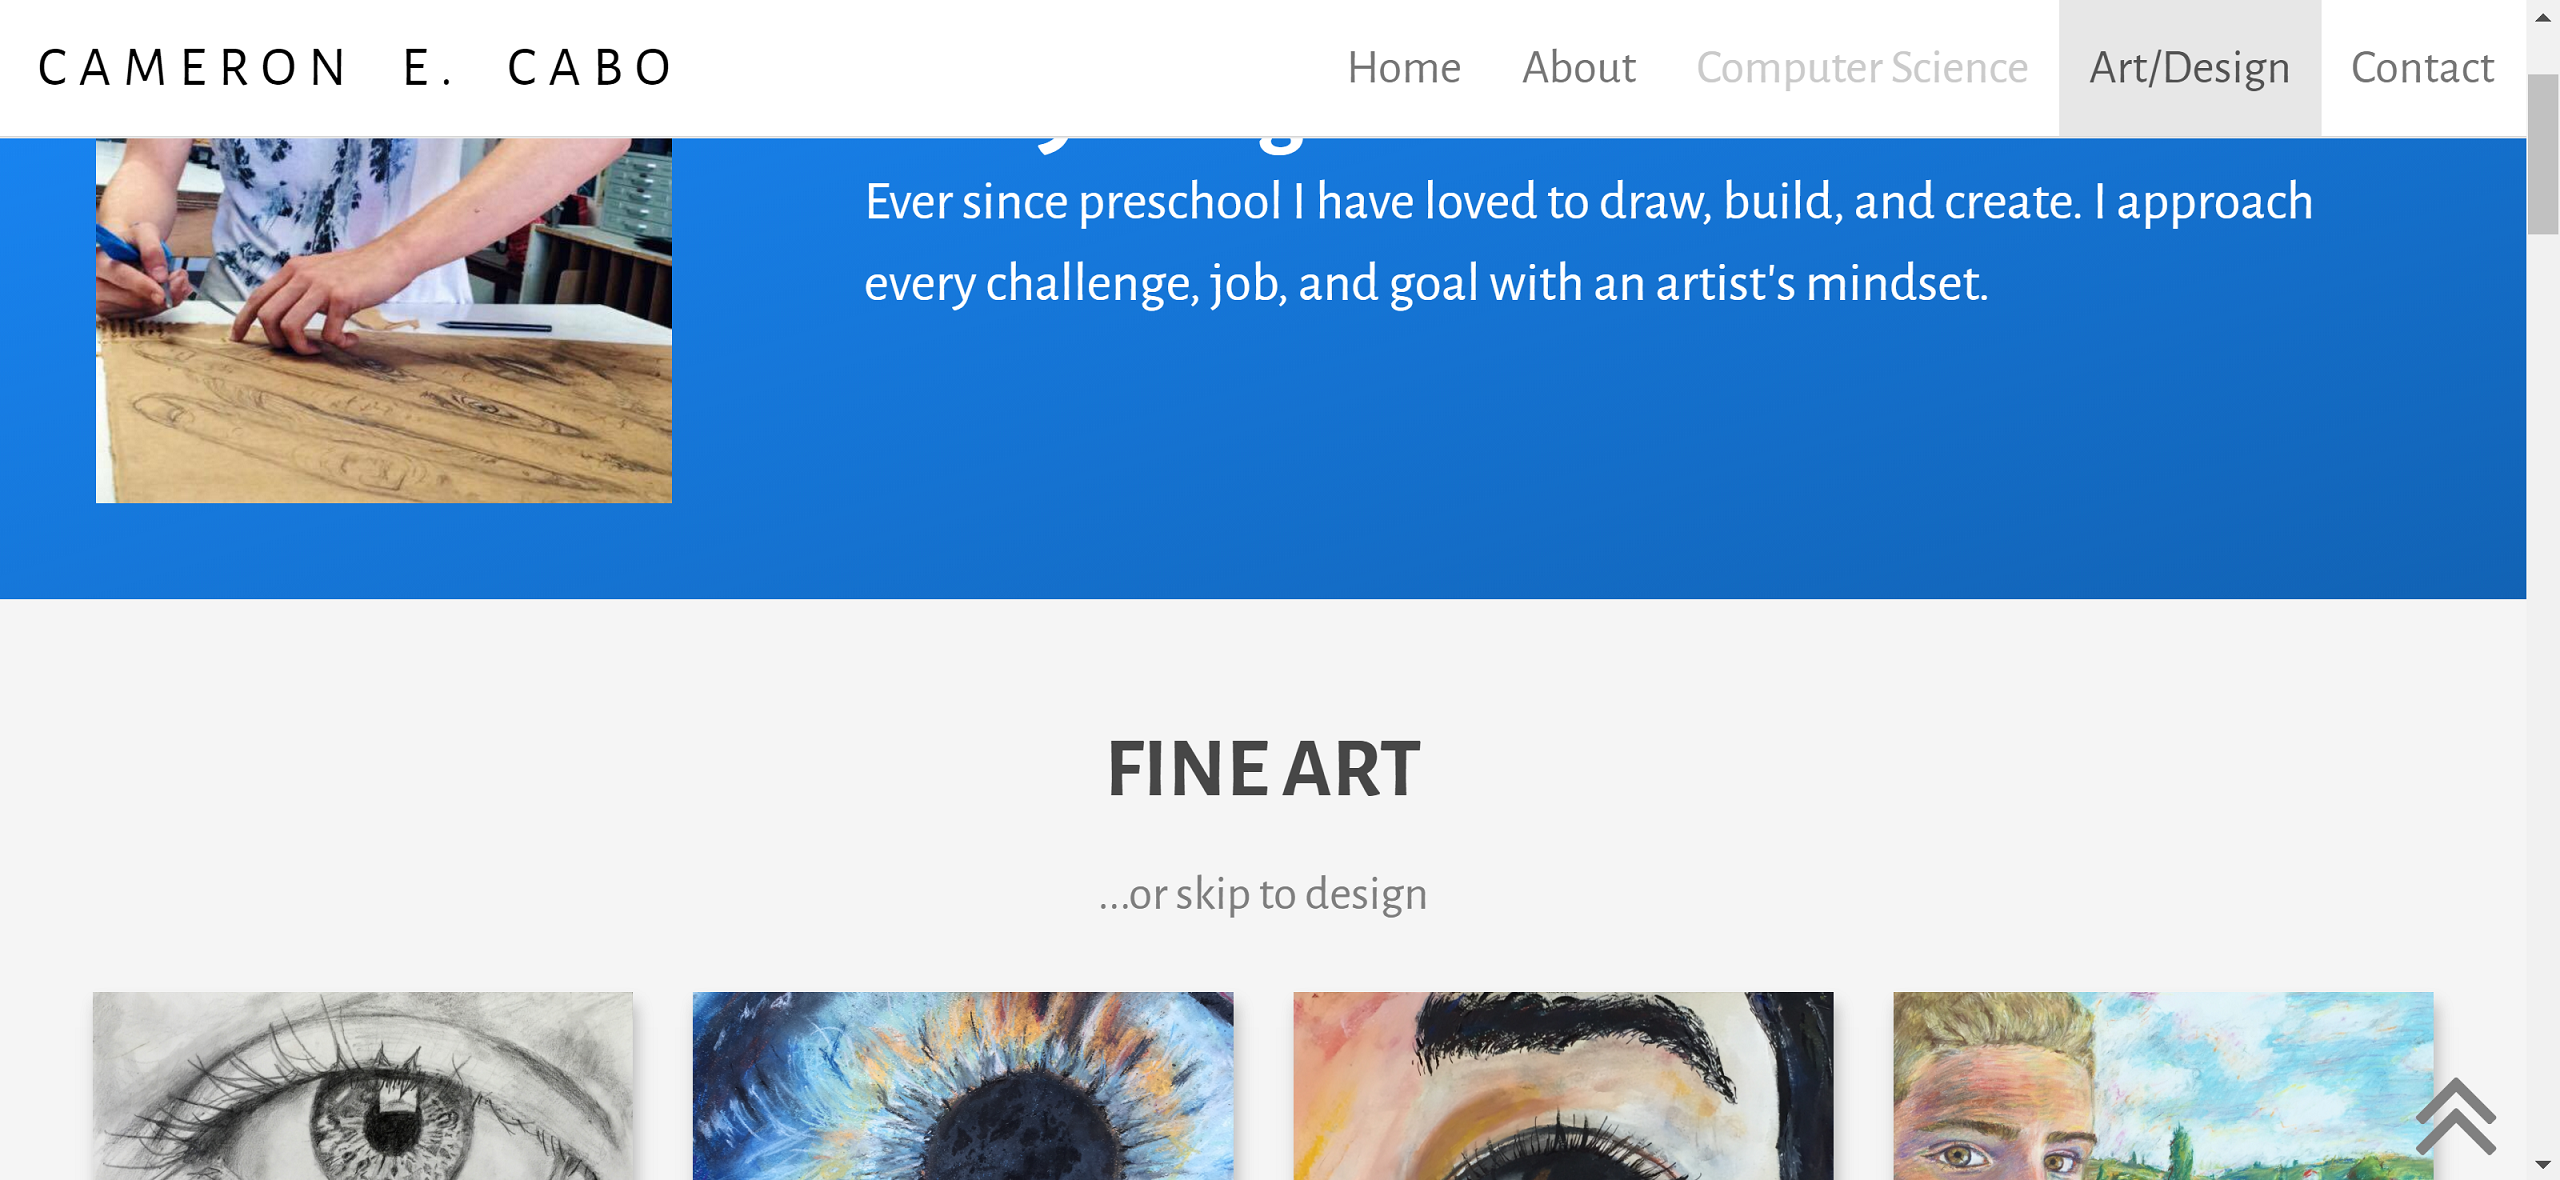 CAMERON E. CABO
Home About Computer Science Art/Design Contact
Ever since preschool I have loved to draw, build, and create. I approach
every challenge, job, and goal with an artist's mindset.
FINE ART
...or skip to design